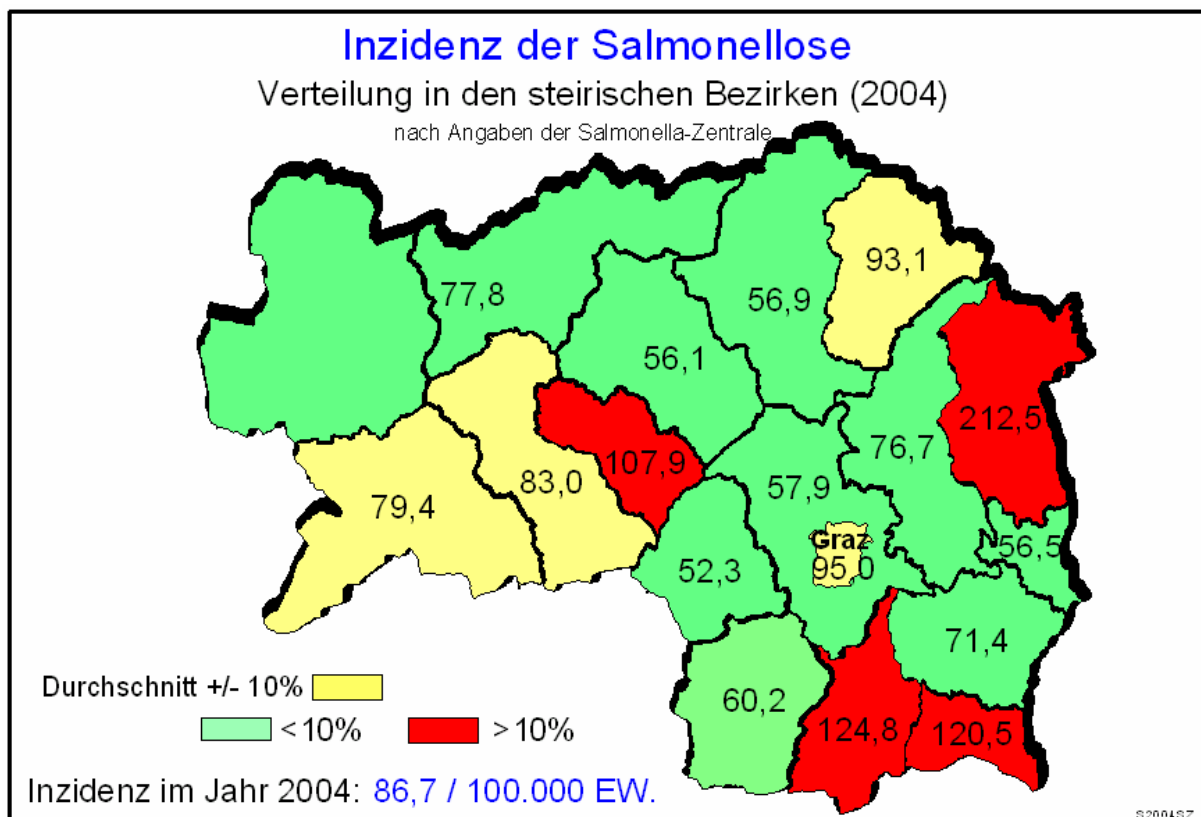 Inzidenz der Salmonellose
Verteilung in den steirischen Bezirken (2004)
nach Angaben der Salmonella-Zentrale
93,1
77,8
56,9
56,1
212,5
76,7
107,9
83,0
57,9
79,4
Graz
95,0
56,5
52,3
71,4
60,2
124,8
120,5
Durchschnitt +/- 10%
<10%
>10%
Inzidenz im Jahr 2004: 86,7 / 100.000 EW.
S2004SZ